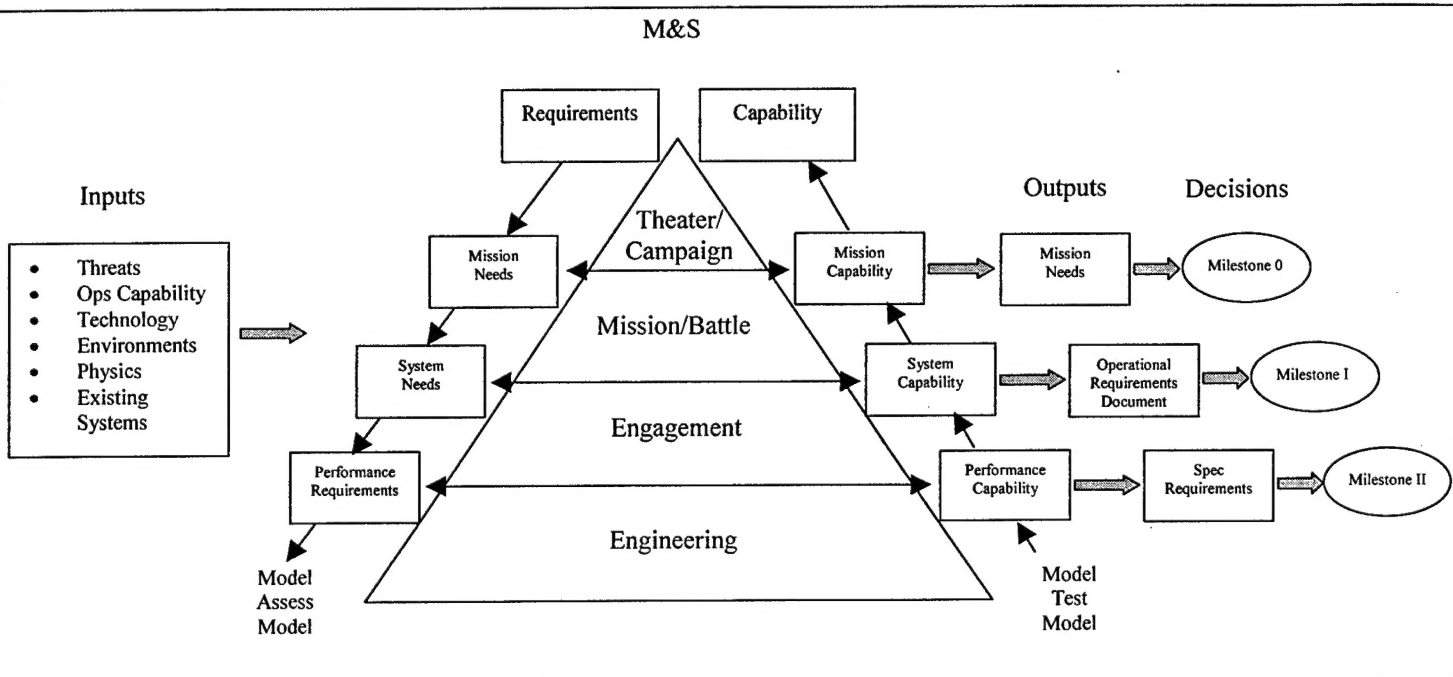 M&S
Requirements
Capability
Inputs
Outputs
Decisions
• Threats
• Ops Capability
• Technology
• Environments
• Physics
• Existing
Systems
Theater/
Campaign
Mission/Battle
Engagement
Engineering
Mission
Needs
System
Needs
Performance
Requirements
Model
Assess
Model
Mission
Capability
System
Capability
Performance
Capability
Model
Test
Model
Mission
Needs
Operational
Requirements
Document
Spec
Requirements
Milestone 0
Milestone I
Milestone II